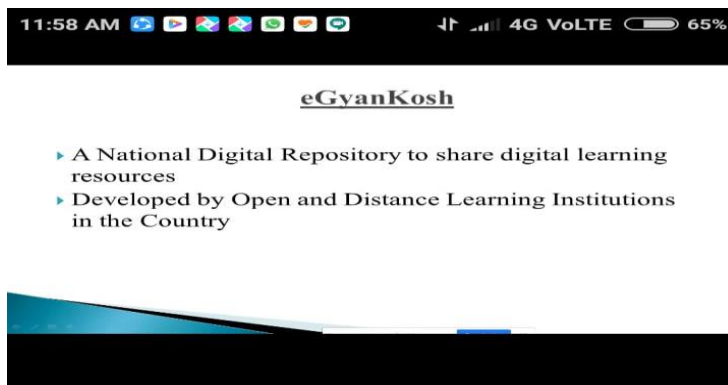 11:58 AM 4G VoLTE 65%
eGyanKosh
A National Digital Repository to share digital learning
resources
Developed by Open and Distance Learning Institutions
in the Country